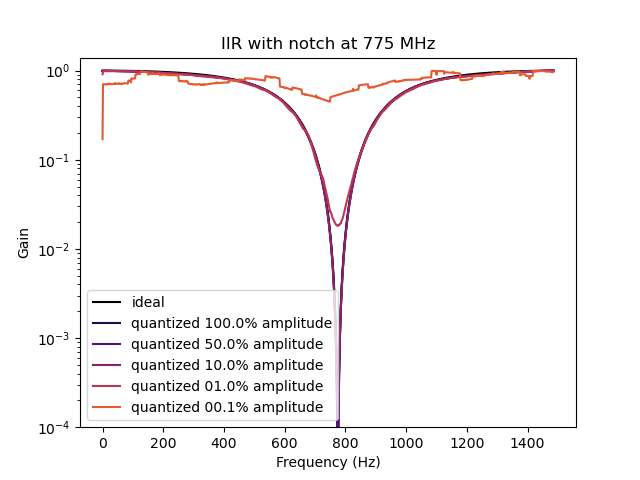 IIR with notch at 775 MHz
10^0
10^-1
10^-2
10^-3
10^-4
Gain
ideal
quantized 100.0% amplitude
quantized 50.0% amplitude
quantized 10.0% amplitude
quantized 01.0% amplitude
quantized 00.1% amplitude
0 200 400 600 800 1000 1200 1400
Frequency (Hz)